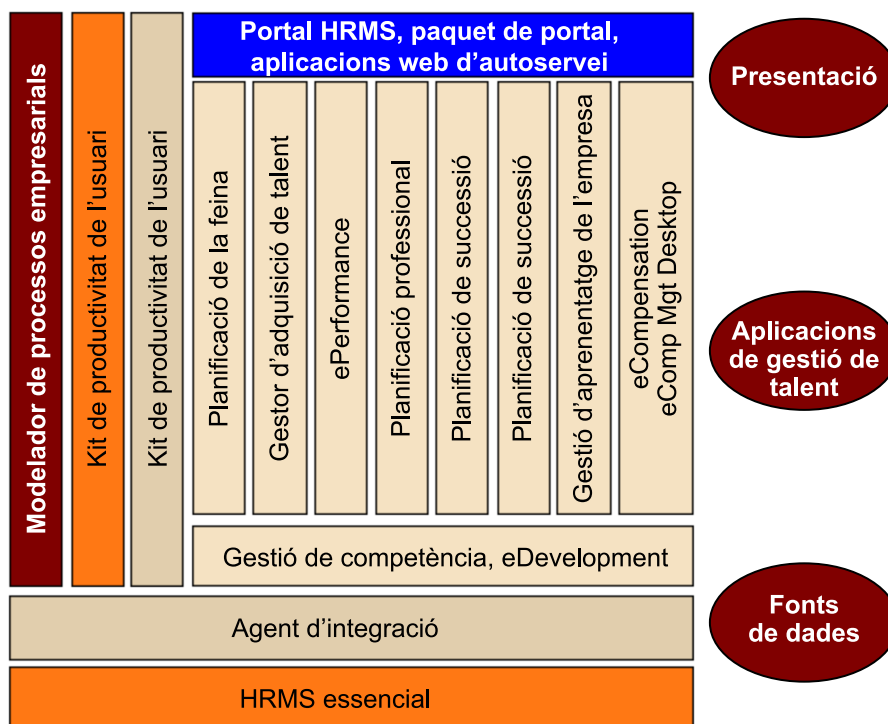 Portal HRMS, paquet de portal,
aplicacions web d’autoservei
Modelador de processos empresarials
Kit de productivitat de l’usuari
Kit de productivitat de l’usuari
Planificació de la feina
Gestor d’adquisició de talent
ePerformance
Planificació professional
Planificació de successió
Planificació de successió
Gestió d’aprenentatge de l’empresa
eCompensation
eComp Mgt Desktop
Gestió de competència, eDevelopment
Agent d’integració
HRMS essencial
Presentació
Aplicacions
de gestió de
talent
Fonts
de dades